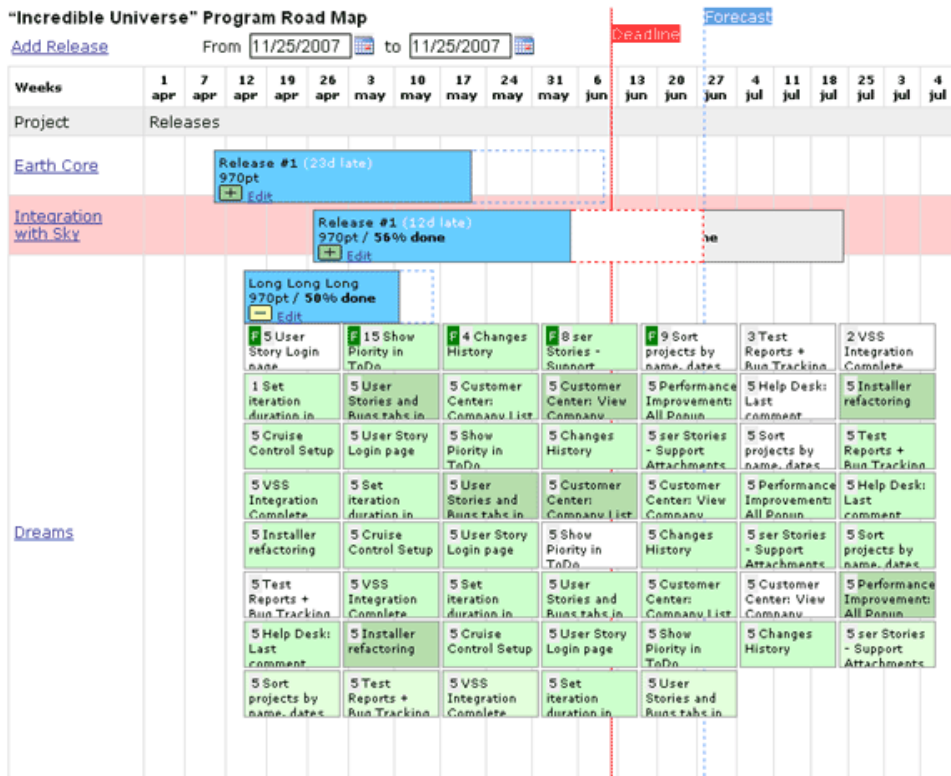 “Incredible Universe” Program Road Map
Forecast
Deadline
Add Release From 11/25/2007 to 11/25/2007
Weeks 1 apr 7 apr 12 apr 19 apr 26 apr 3 may 10 may 17 may 24 may 31 may 6 jun 13 jun 20 jun 27 jun 4 jul 11 jul 18 jul 25 jul 3 jul 4 jul
Project Releases
Earth Core
Release #1 (23d late)
970pt
+ Edit
Integration
with Sky
Release #1 (12d late)
970pt / 56% done
+ Edit
Long Long Long
970pt / 50% done
− Edit
Dreams
F 5 User
Story Login
page
F 15 Show
Piority in
ToDo
F 4 Changes
History
F 8 ser
Stories -
Support
F 9 Sort
projects by
name, dates
3 Test
Reports +
Bug Tracking
2 VSS
Integration
Complete
1 Set
iteration
duration in
5 User
Stories and
Bugs tabs in
5 Customer
Center:
Company List
5 Customer
Center: View
Company
5 Performance
Improvement:
All Popup
5 Help Desk:
Last
comment
5 Installer
refactoring
5 Cruise
Control Setup
5 User Story
Login page
5 Show
Piority in
ToDo
5 Changes
History
5 ser Stories
- Support
Attachments
5 Sort
projects by
name, dates
5 Test
Reports +
Bug Tracking
5 VSS
Integration
Complete
5 Set
iteration
duration in
5 User
Stories and
Bugs tabs in
5 Customer
Center:
Company List
5 Customer
Center: View
Company
5 Performance
Improvement:
All Popup
5 Help Desk:
Last
comment
5 Installer
refactoring
5 Cruise
Control Setup
5 User Story
Login page
5 Show
Piority in
ToDo
5 Changes
History
5 ser Stories
- Support
Attachments
5 Sort
projects by
name, dates
5 Test
Reports +
Bug Tracking
5 VSS
Integration
Complete
5 Set
iteration
duration in
5 User
Stories and
Bugs tabs in
5 Customer
Center:
Company List
5 Customer
Center: View
Company
5 Performance
Improvement:
All Popup
5 Help Desk:
Last
comment
5 Installer
refactoring
5 Cruise
Control Setup
5 User Story
Login page
5 Show
Piority in
ToDo
5 Changes
History
5 ser Stories
- Support
Attachments
5 Sort
projects by
name, dates
5 Test
Reports +
Bug Tracking
5 VSS
Integration
Complete
5 Set
iteration
duration in
5 User
Stories and
Bugs tabs in